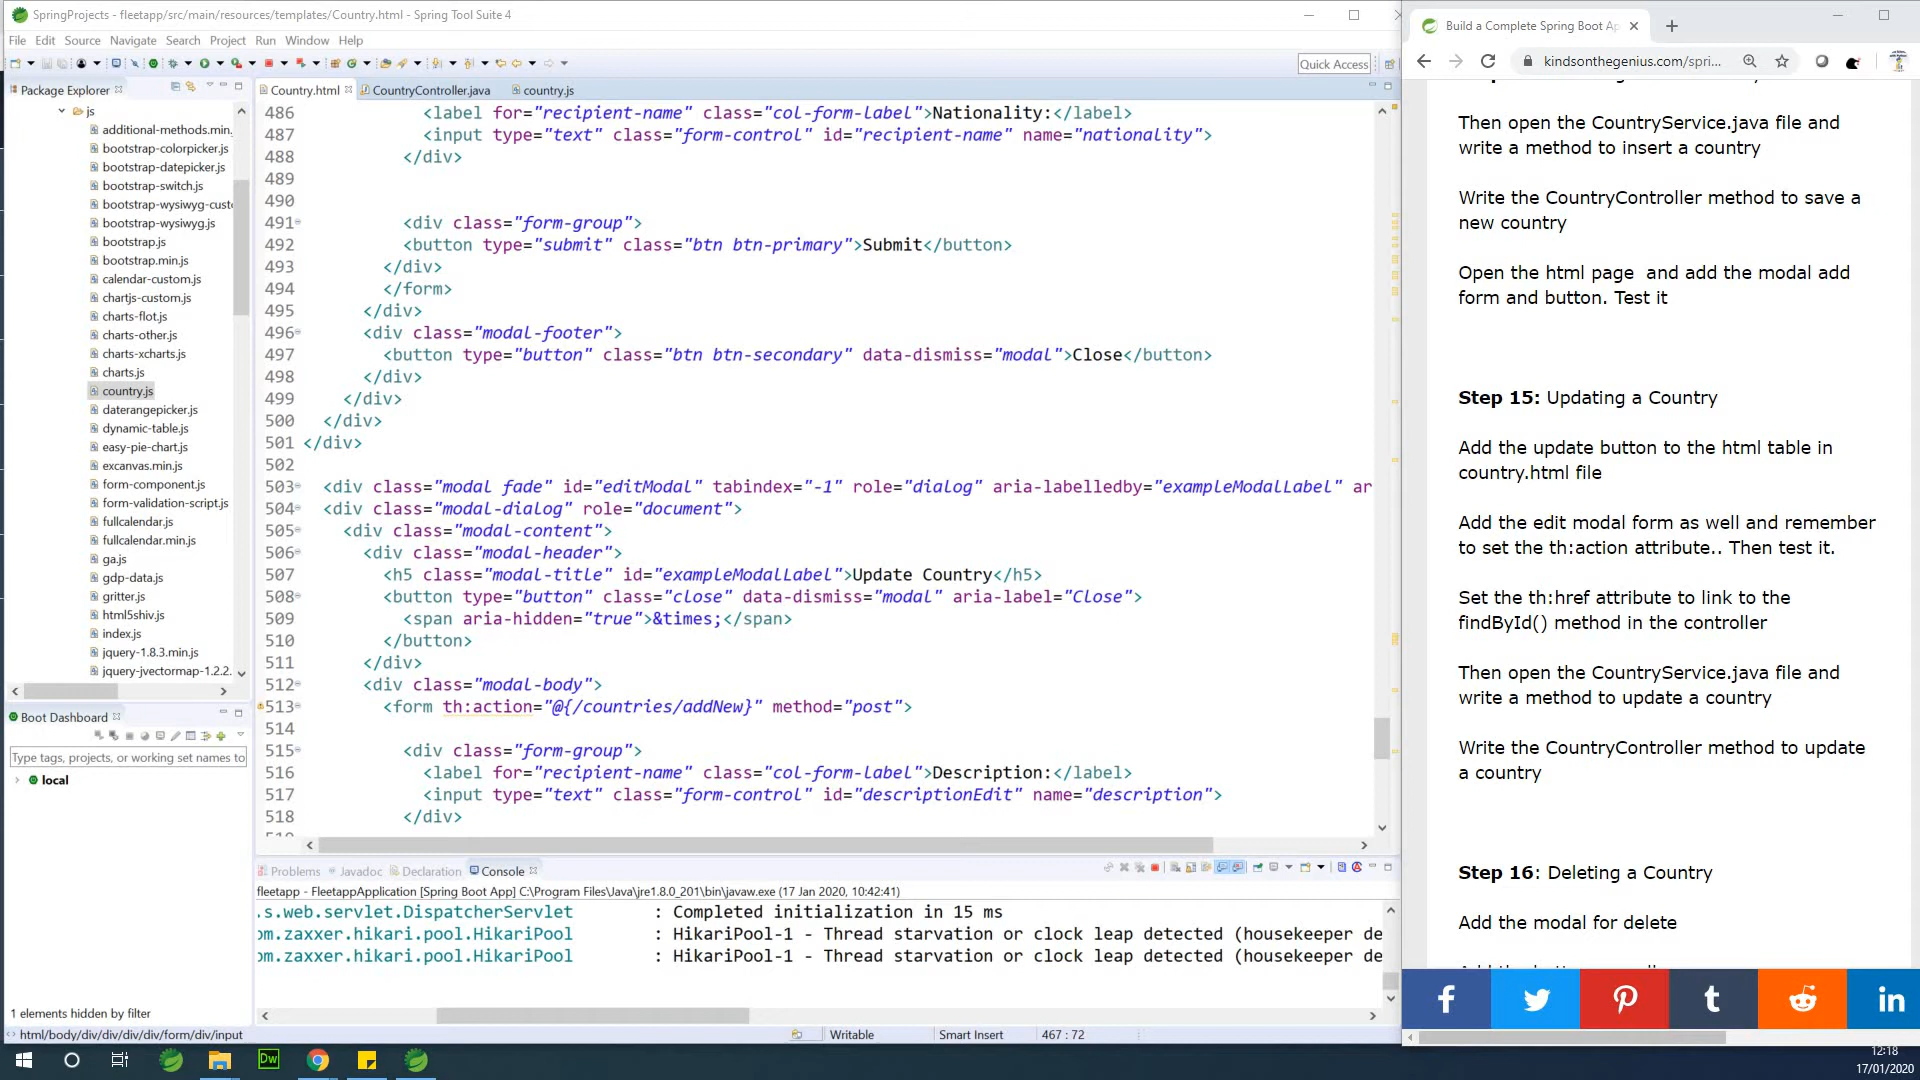 SpringProjects - fleetapp/src/main/resources/templates/Country.html - Spring Tool Suite 4
File Edit Source Navigate Search Project Run Window Help
Quick Access
Package Explorer
js
additional-methods.min.
bootstrap-colorpicker.js
bootstrap-datepicker.js
bootstrap-switch.js
bootstrap-wysiwyg-custo
bootstrap-wysiwyg.js
bootstrap.js
bootstrap.min.js
calendar-custom.js
chartjs-custom.js
charts-flot.js
charts-other.js
charts-xcharts.js
charts.js
country.js
daterangepicker.js
dynamic-table.js
easy-pie-chart.js
excanvas.min.js
form-component.js
form-validation-script.js
fullcalendar.js
fullcalendar.min.js
ga.js
gdp-data.js
gritter.js
html5shiv.js
index.js
jquery-1.8.3.min.js
jquery-jvectormap-1.2.2.
Boot Dashboard
Type tags, projects, or working set names to
local
1 elements hidden by filter
Country.html CountryController.java country.js
486 <label for="recipient-name" class="col-form-label">Nationality:</label>
487 <input type="text" class="form-control" id="recipient-name" name="nationality">
488 </div>
489
490
491 <div class="form-group">
492 <button type="submit" class="btn btn-primary">Submit</button>
493 </div>
494 </form>
495 </div>
496 <div class="modal-footer">
497 <button type="button" class="btn btn-secondary" data-dismiss="modal">Close</button>
498 </div>
499 </div>
500 </div>
501 </div>
502
503 <div class="modal fade" id="editModal" tabindex="-1" role="dialog" aria-labelledby="exampleModalLabel" ar
504 <div class="modal-dialog" role="document">
505 <div class="modal-content">
506 <div class="modal-header">
507 <h5 class="modal-title" id="exampleModalLabel">Update Country</h5>
508 <button type="button" class="close" data-dismiss="modal" aria-label="Close">
509 <span aria-hidden="true">&times;</span>
510 </button>
511 </div>
512 <div class="modal-body">
513 <form th:action="@{/countries/addNew}" method="post">
514
515 <div class="form-group">
516 <label for="recipient-name" class="col-form-label">Description:</label>
517 <input type="text" class="form-control" id="descriptionEdit" name="description">
518 </div>
Problems Javadoc Declaration Console
fleetapp - FleetappApplication [Spring Boot App] C:\Program Files\Java\jre1.8.0_201\bin\javaw.exe (17 Jan 2020, 10:42:41)
.s.web.servlet.DispatcherServlet : Completed initialization in 15 ms
om.zaxxer.hikari.pool.HikariPool : HikariPool-1 - Thread starvation or clock leap detected (housekeeper de
om.zaxxer.hikari.pool.HikariPool : HikariPool-1 - Thread starvation or clock leap detected (housekeeper de
html/body/div/div/div/div/form/div/input
Writable Smart Insert 467 : 72
Build a Complete Spring Boot Ap
kindsonthegenius.com/spri...
Then open the CountryService.java file and
write a method to insert a country
Write the CountryController method to save a
new country
Open the html page and add the modal add
form and button. Test it
Step 15: Updating a Country
Add the update button to the html table in
country.html file
Add the edit modal form as well and remember
to set the th:action attribute.. Then test it.
Set the th:href attribute to link to the
findById() method in the controller
Then open the CountryService.java file and
write a method to update a country
Write the CountryController method to update
a country
Step 16: Deleting a Country
Add the modal for delete
Dw
12:18
17/01/2020